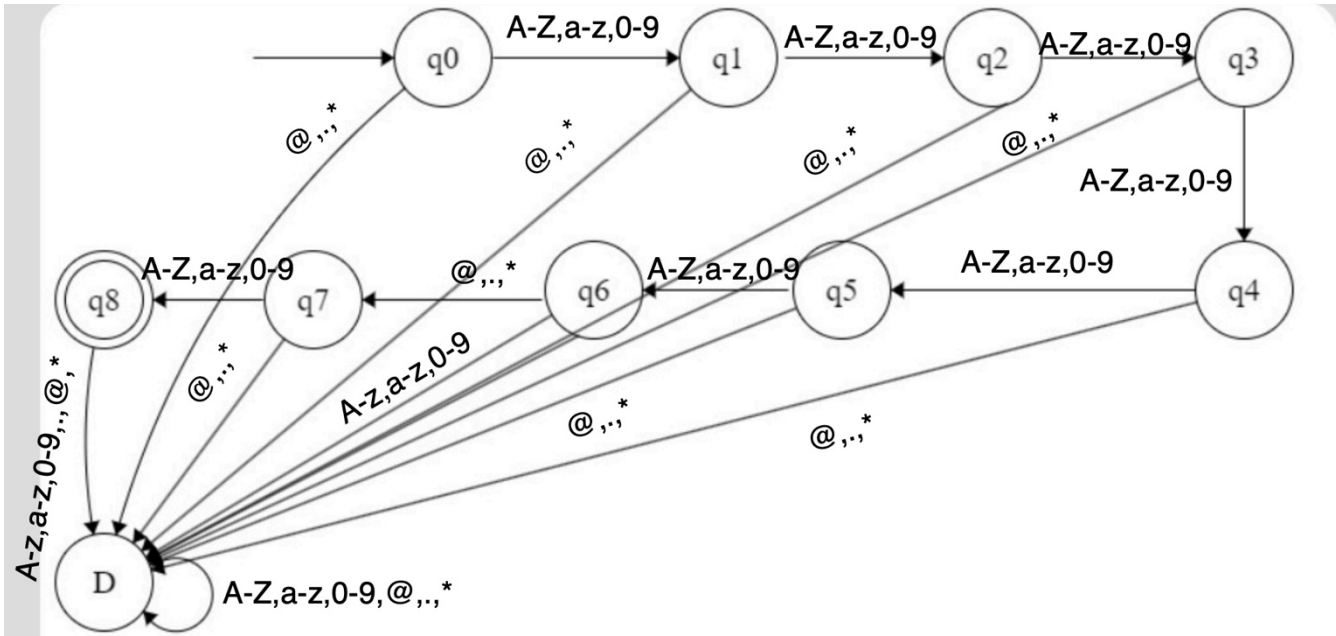 A-Z,a-z,0-9
A-Z,a-z,0-9
A-Z,a-z,0-9
q0
q1
q2
q3
@,.,*
@,.,*
@,.,*
@,.,*
A-Z,a-z,0-9
A-Z,a-z,0-9
@,.,*
A-Z,a-z,0-9
A-Z,a-z,0-9
q8
q7
q6
q5
q4
@,.,*
A-z,a-z,0-9
@,.,*
@,.,*
A-z,a-z,0-9,.,@,*
D
A-Z,a-z,0-9,@,.,*